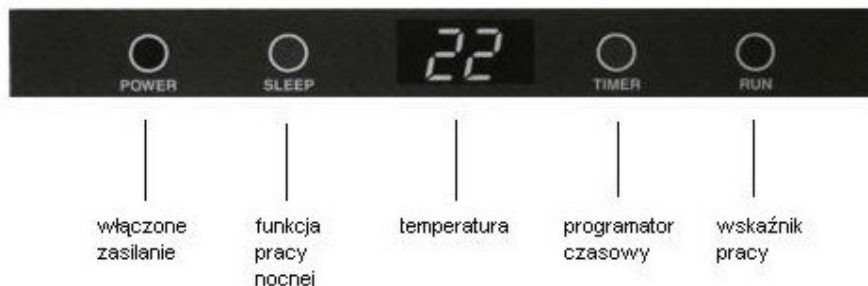 22
POWER SLEEP TIMER RUN
włączone zasilanie
funkcja pracy nocnej
temperatura
programator czasowy
wskaźnik pracy